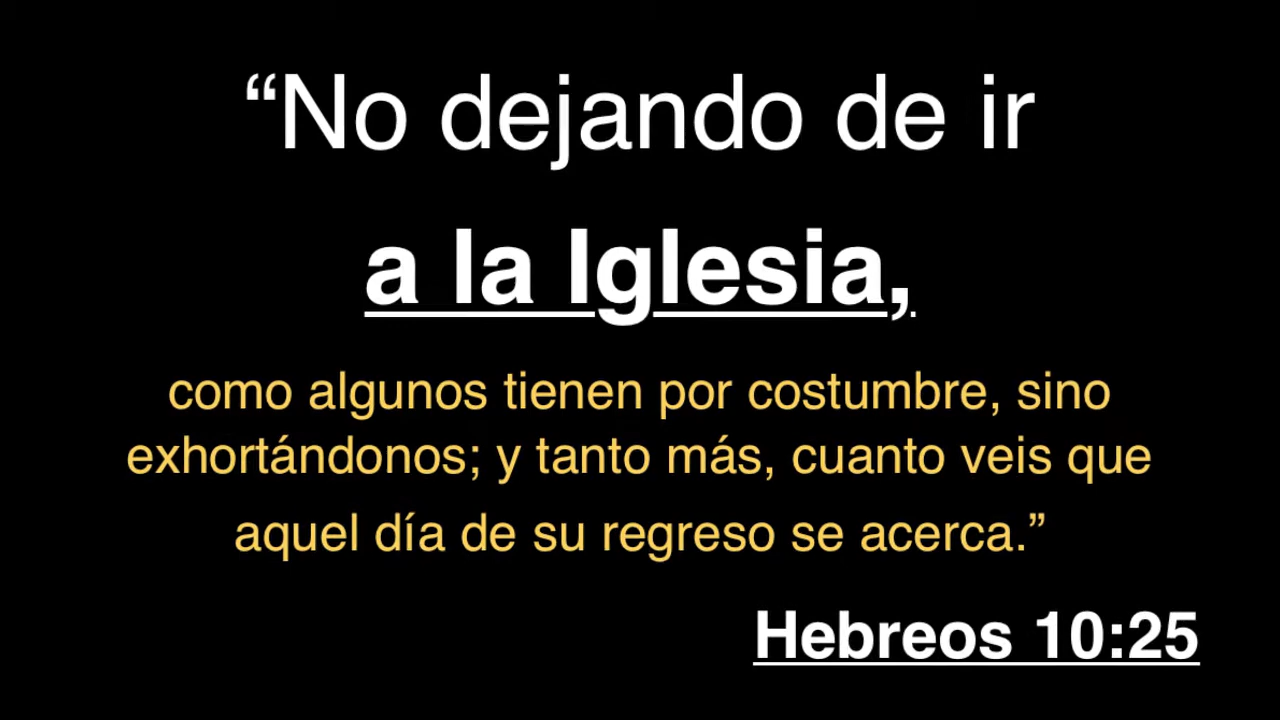 “No dejando de ir
a la Iglesia,
como algunos tienen por costumbre, sino
exhortándonos; y tanto más, cuanto veis que
aquel día de su regreso se acerca.”
Hebreos 10:25